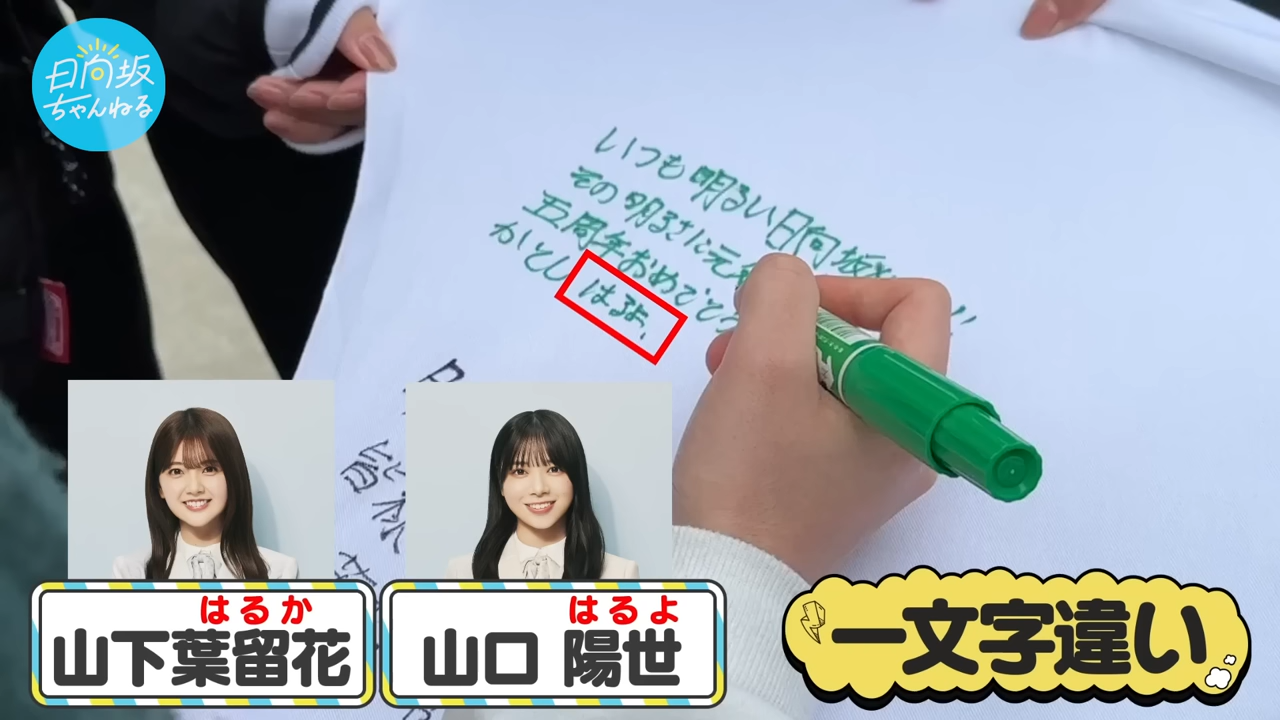 日向坂
ちゃんねる
いつも明るい日向坂
その明るさに元
五周年おめでとう
かとし はるよ、
はるか
山下葉留花
はるよ
山口 陽世
一文字違い